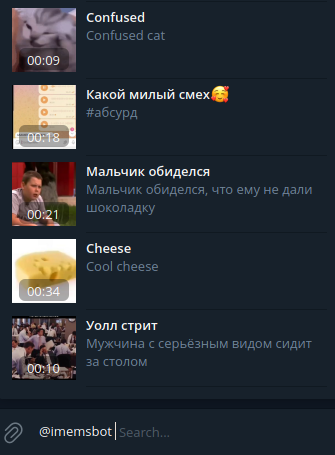 Confused
Confused cat
00:09
Какой милый смех🥰
#абсурд
00:18
Мальчик обиделся
Мальчик обиделся, что ему не дали
шоколадку
00:21
Cheese
Cool cheese
00:34
Уолл стрит
Мужчина с серьёзным видом сидит
за столом
00:10
@imemsbot Search...